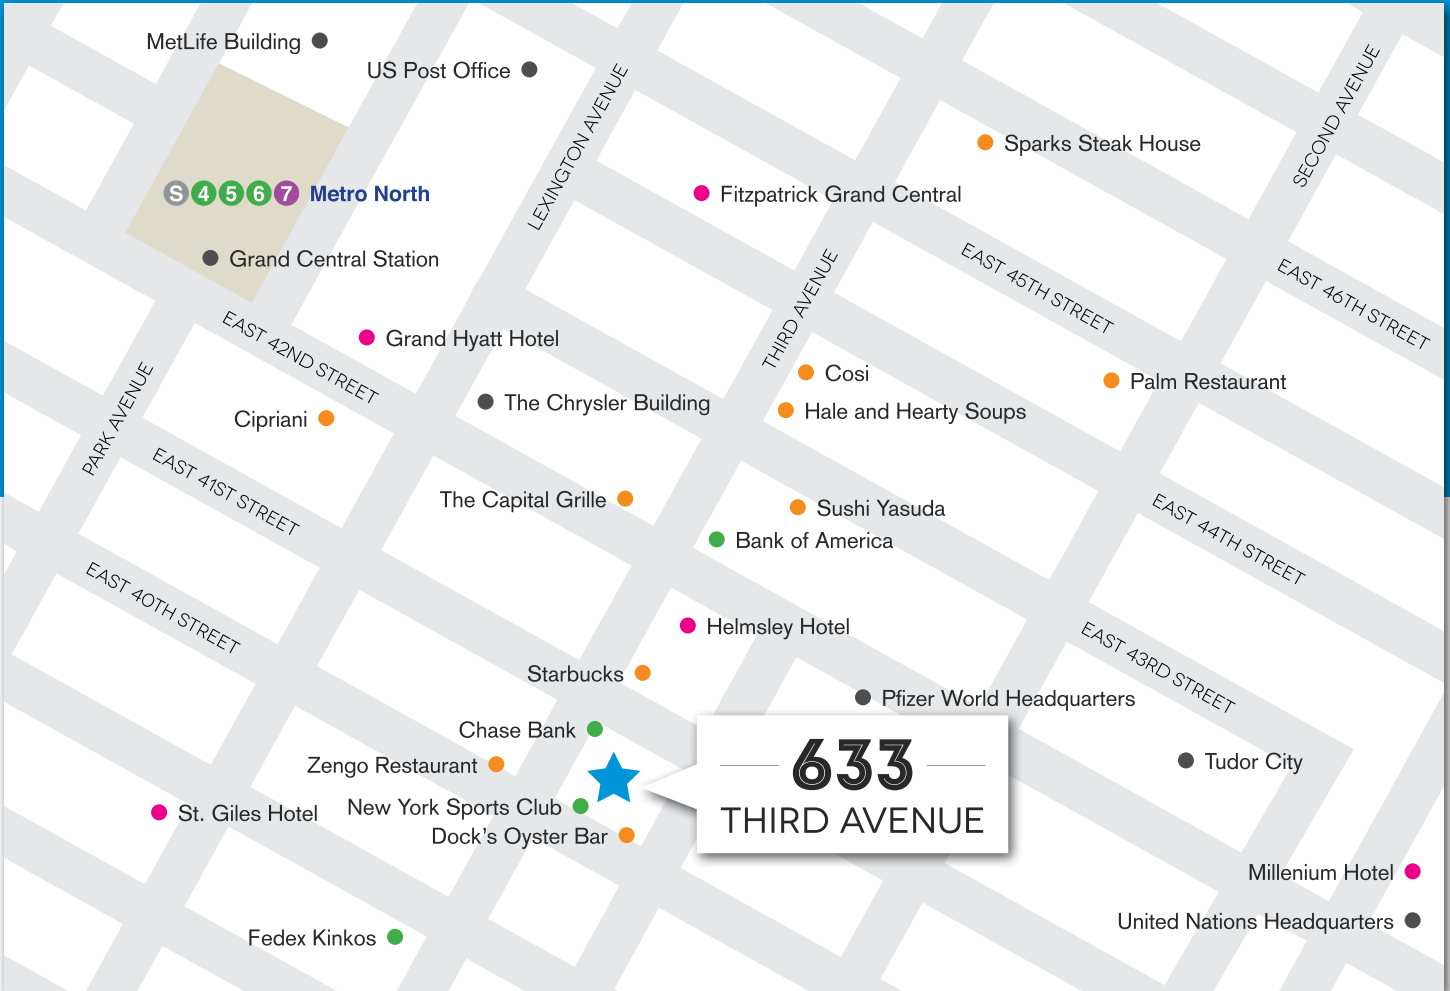 MetLife Building
US Post Office
LEXINGTON AVENUE
SECOND AVENUE
Sparks Steak House
S 4 5 6 7 Metro North
Fitzpatrick Grand Central
Grand Central Station
EAST 45TH STREET
EAST 46TH STREET
THIRD AVENUE
EAST 42ND STREET
Grand Hyatt Hotel
Cosi
Palm Restaurant
PARK AVENUE
The Chrysler Building
Hale and Hearty Soups
Cipriani
EAST 41ST STREET
The Capital Grille
Sushi Yasuda
Bank of America
EAST 44TH STREET
EAST 40TH STREET
Helmsley Hotel
EAST 43RD STREET
Starbucks
Pfizer World Headquarters
Chase Bank
Zengo Restaurant
633
THIRD AVENUE
Tudor City
St. Giles Hotel
New York Sports Club
Dock's Oyster Bar
Millenium Hotel
United Nations Headquarters
Fedex Kinkos